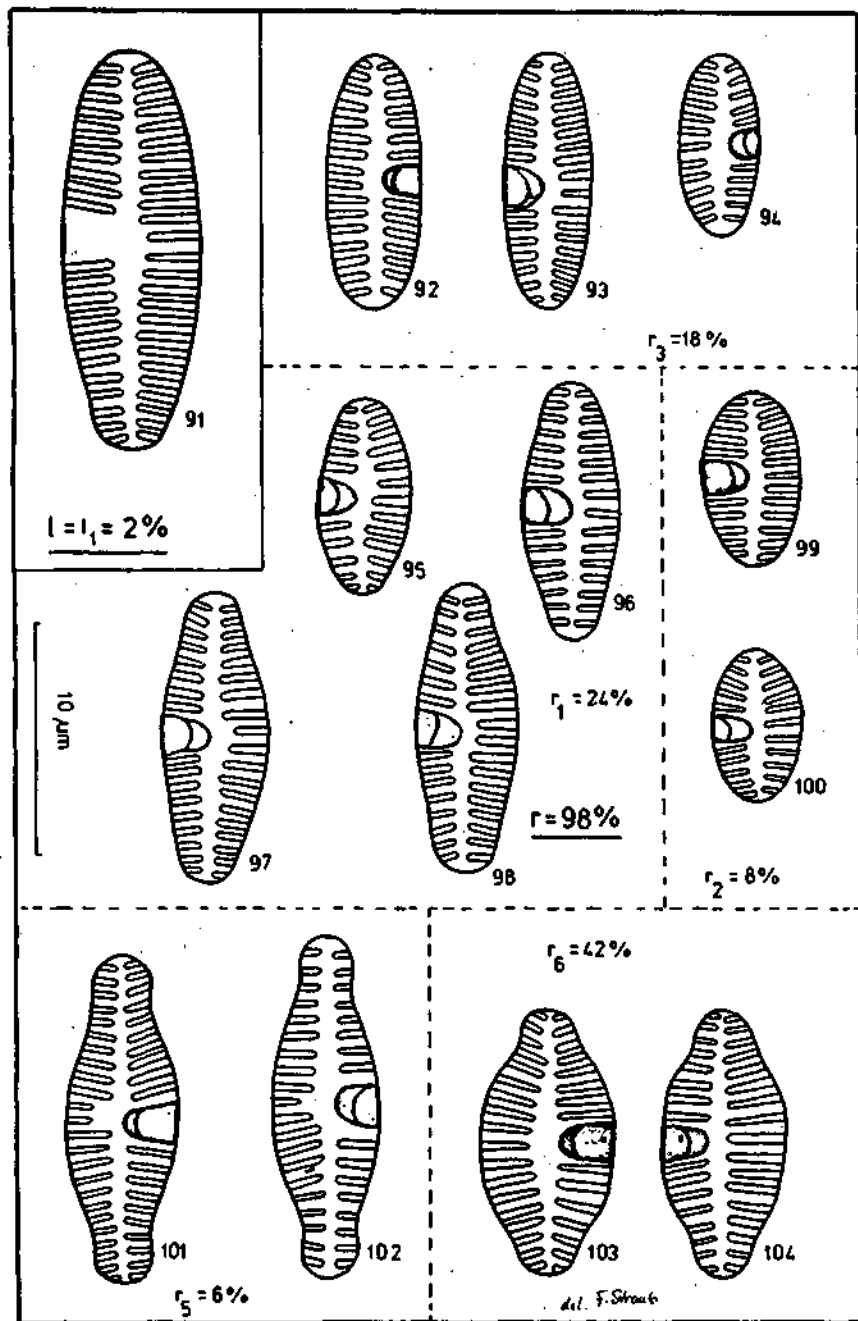 92
93
94
r3 = 18%
91
l = l1 = 2%
95
96
99
10 µm
r1 = 24%
100
97
98
r = 98%
r2 = 8%
r6 = 42%
101
102
103
104
r5 = 6%
del. F. Straub